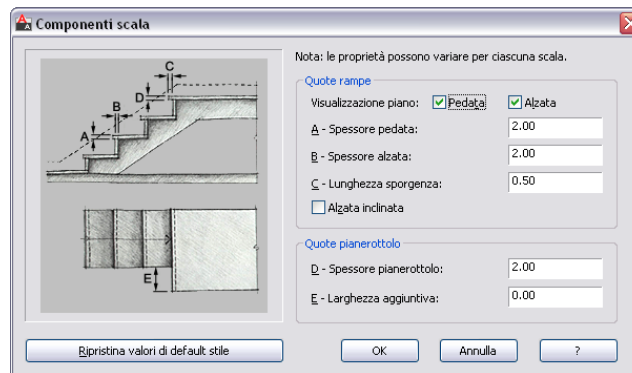 Componenti scala
C
D
B
A
E
Nota: le proprietà possono variare per ciascuna scala.
Quote rampe
Visualizzazione piano: Pedata Alzata
A - Spessore pedata: 2.00
B - Spessore alzata: 2.00
C - Lunghezza sporgenza: 0.50
Alzata inclinata
Quote pianerottolo
D - Spessore pianerottolo: 2.00
E - Larghezza aggiuntiva: 0.00
Ripristina valori di default stile OK Annulla ?